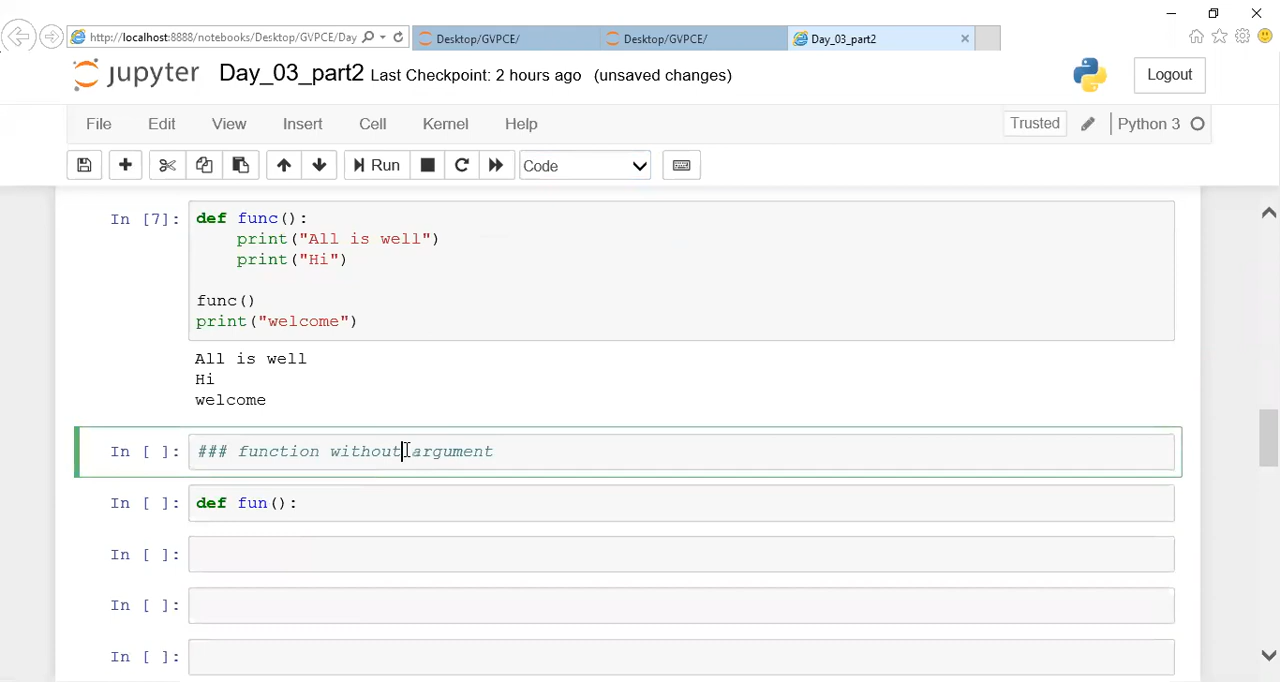 http://localhost:8888/notebooks/Desktop/GVPCE/Day
Desktop/GVPCE/
Desktop/GVPCE/
Day_03_part2
jupyter Day_03_part2 Last Checkpoint: 2 hours ago (unsaved changes)
Logout
File Edit View Insert Cell Kernel Help
Trusted
Python 3
Run
Code
In [7]: def func():
    print("All is well")
    print("Hi")
func()
print("welcome")
All is well
Hi
welcome
In [ ]: ### function without argument
In [ ]: def fun():
In [ ]:
In [ ]:
In [ ]: